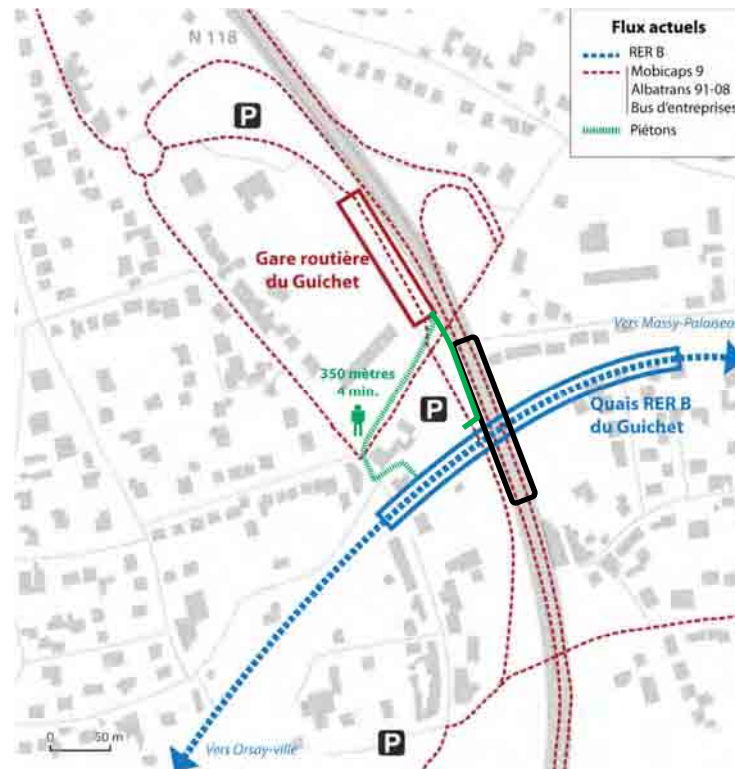 N 118
Flux actuels
RER B
Mobicaps 9
Albatrans 91-08
Bus d'entreprises
Piétons
P
Gare routière
du Guichet
Vers Massy-Palaiseau
350 mètres
4 min.
P
Quais RER B
du Guichet
0 50 m
Vers Orsay-ville
P